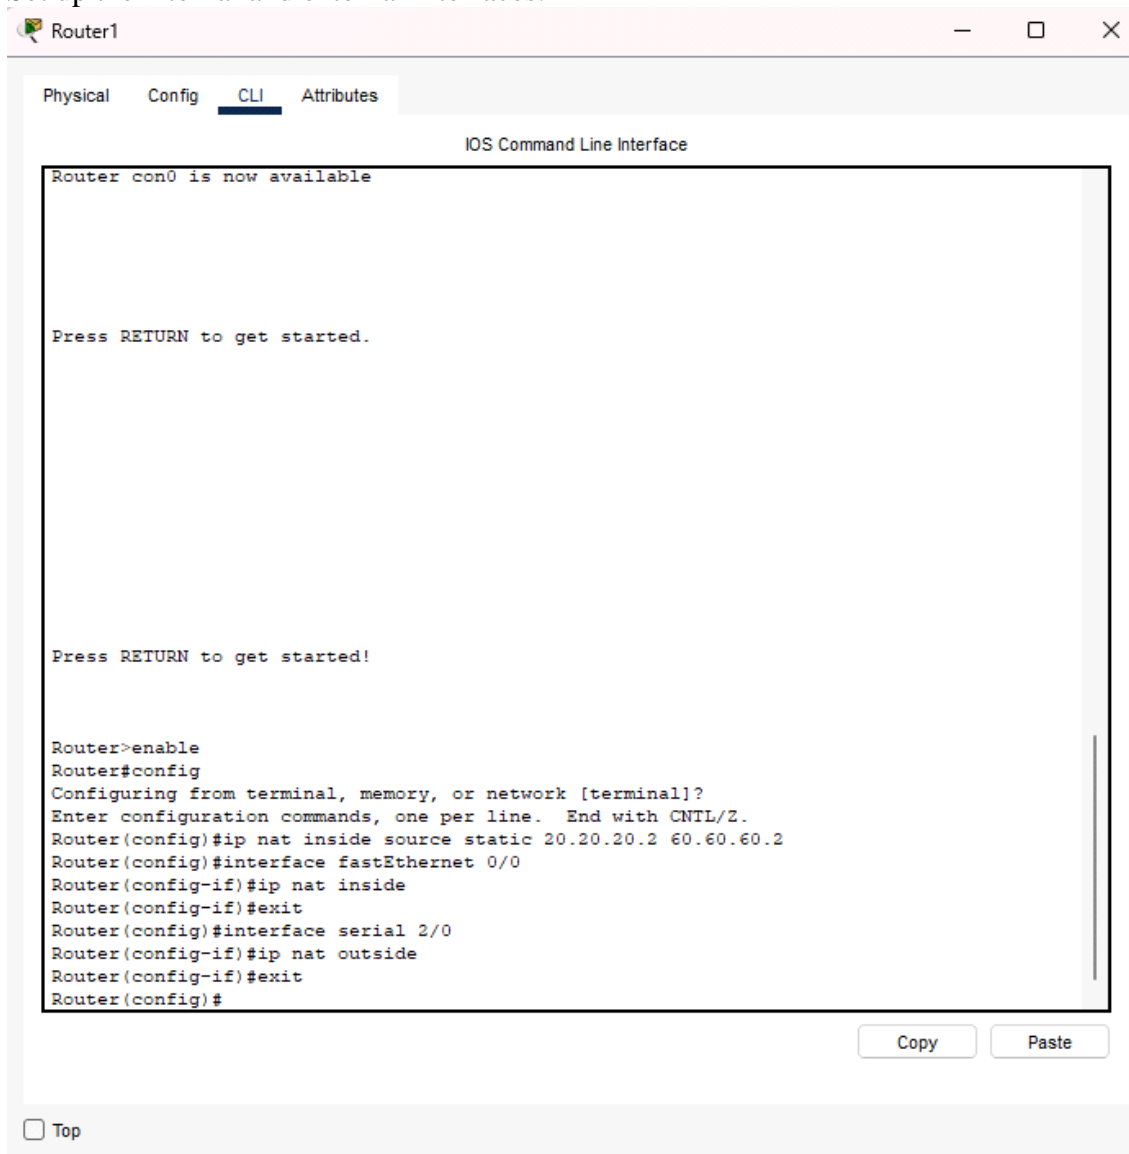 Router1
Physical Config CLI Attributes
IOS Command Line Interface
Router con0 is now available
Press RETURN to get started.
Press RETURN to get started!
Router>enable
Router#config
Configuring from terminal, memory, or network [terminal]?
Enter configuration commands, one per line.  End with CNTL/Z.
Router(config)#ip nat inside source static 20.20.20.2 60.60.60.2
Router(config)#interface fastEthernet 0/0
Router(config-if)#ip nat inside
Router(config-if)#exit
Router(config)#interface serial 2/0
Router(config-if)#ip nat outside
Router(config-if)#exit
Router(config)#
Copy Paste
Top